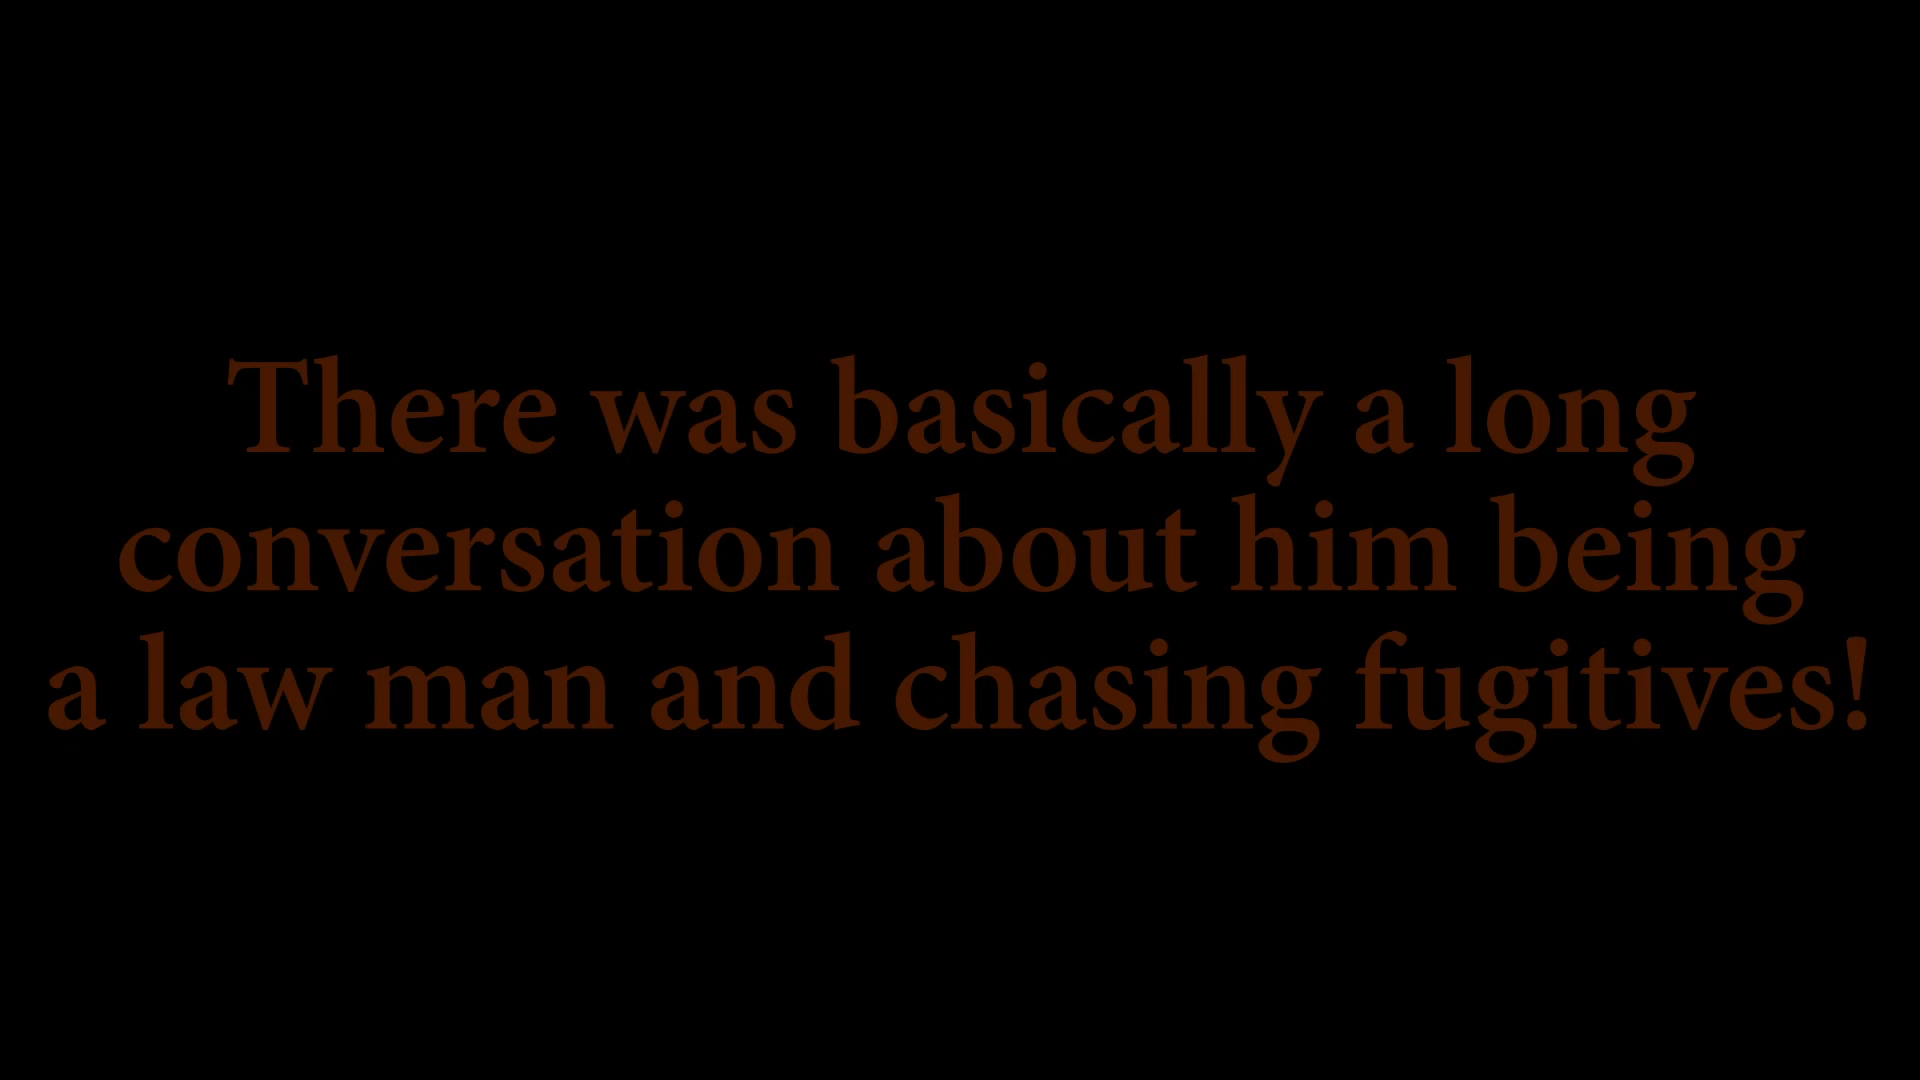 There was basically a long
conversation about him being
a law man and chasing fugitives!